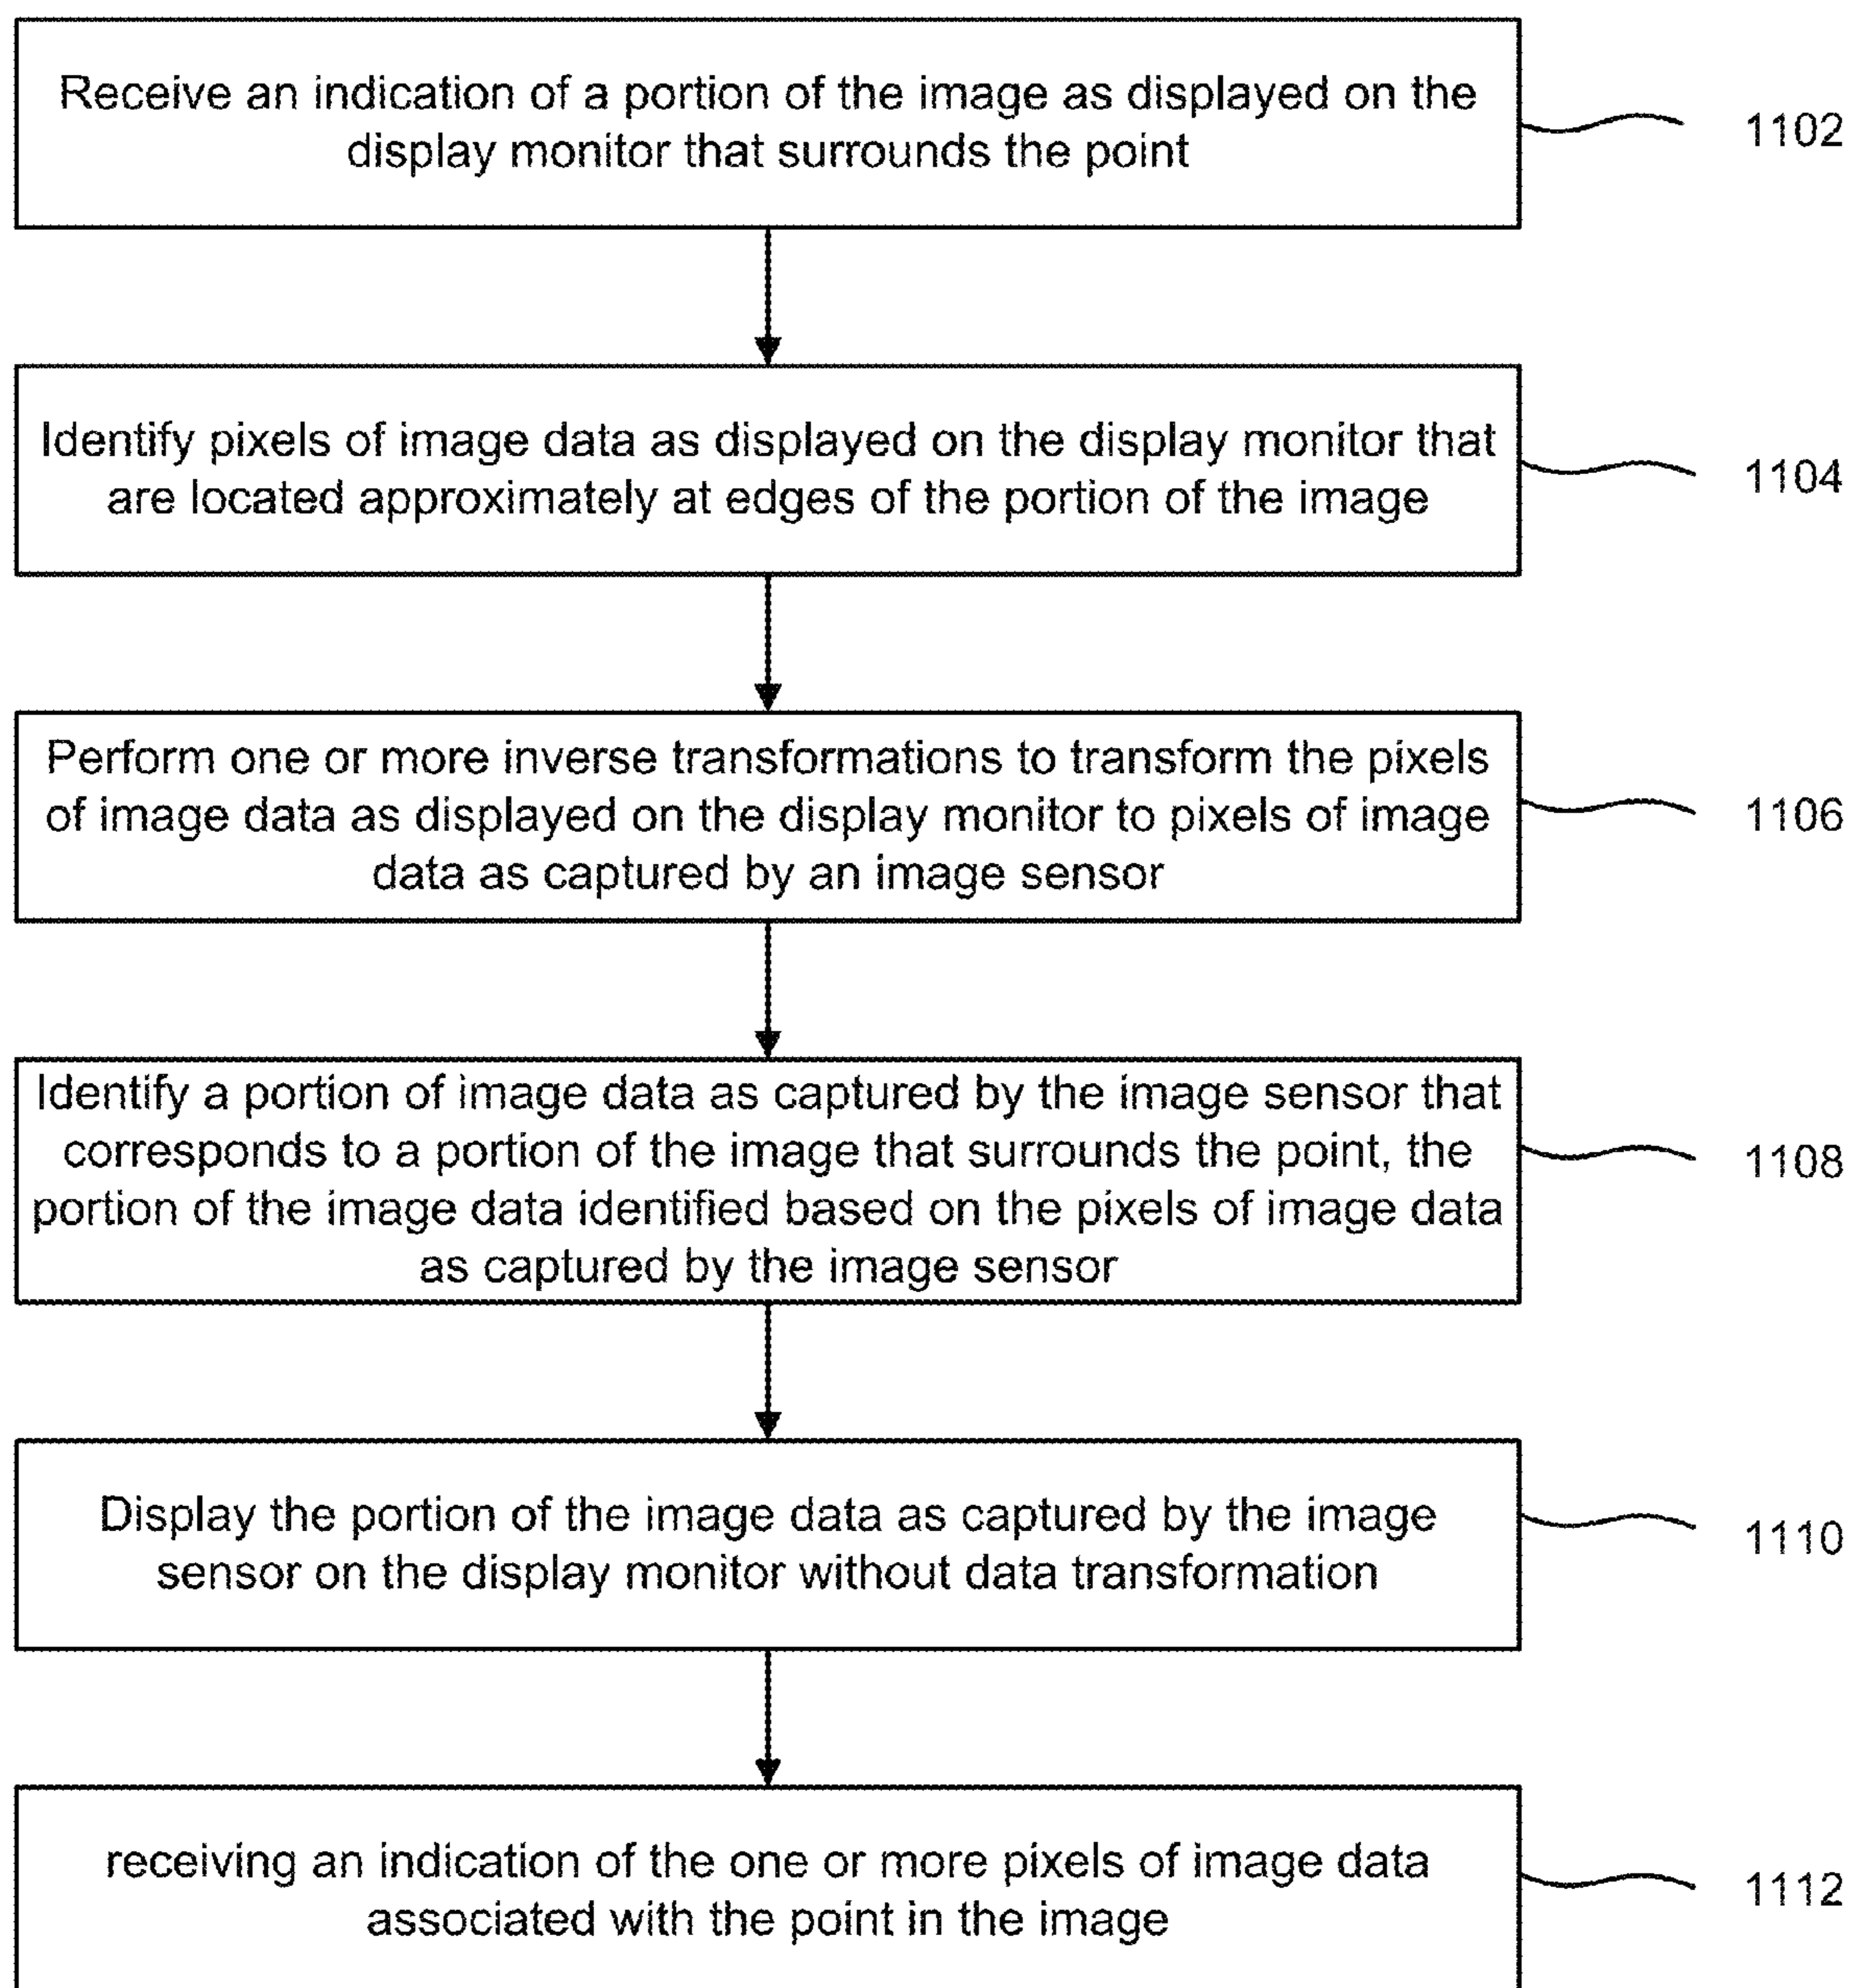 Receive an indication of a portion of the image as displayed on the
display monitor that surrounds the point
1102
Identify pixels of image data as displayed on the display monitor that
are located approximately at edges of the portion of the image
1104
Perform one or more inverse transformations to transform the pixels
of image data as displayed on the display monitor to pixels of image
data as captured by an image sensor
1106
Identify a portion of image data as captured by the image sensor that
corresponds to a portion of the image that surrounds the point, the
portion of the image data identified based on the pixels of image data
as captured by the image sensor
1108
Display the portion of the image data as captured by the image
sensor on the display monitor without data transformation
1110
receiving an indication of the one or more pixels of image data
associated with the point in the image
1112